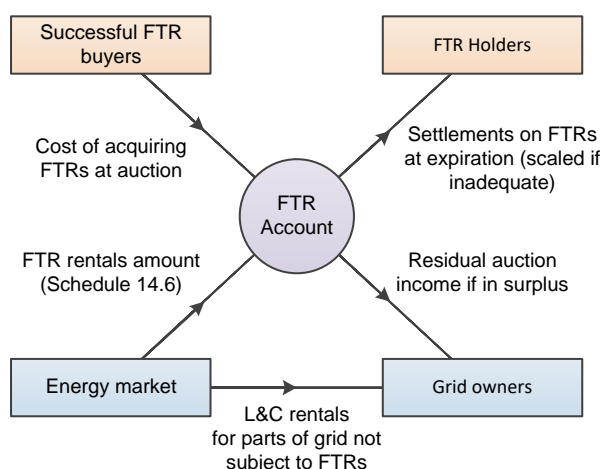 Successful FTR
buyers
FTR Holders
Cost of acquiring
FTRs at auction
Settlements on FTRs
at expiration (scaled if
inadequate)
FTR
Account
FTR rentals amount
(Schedule 14.6)
Residual auction
income if in surplus
Energy market
Grid owners
L&C rentals
for parts of grid not
subject to FTRs